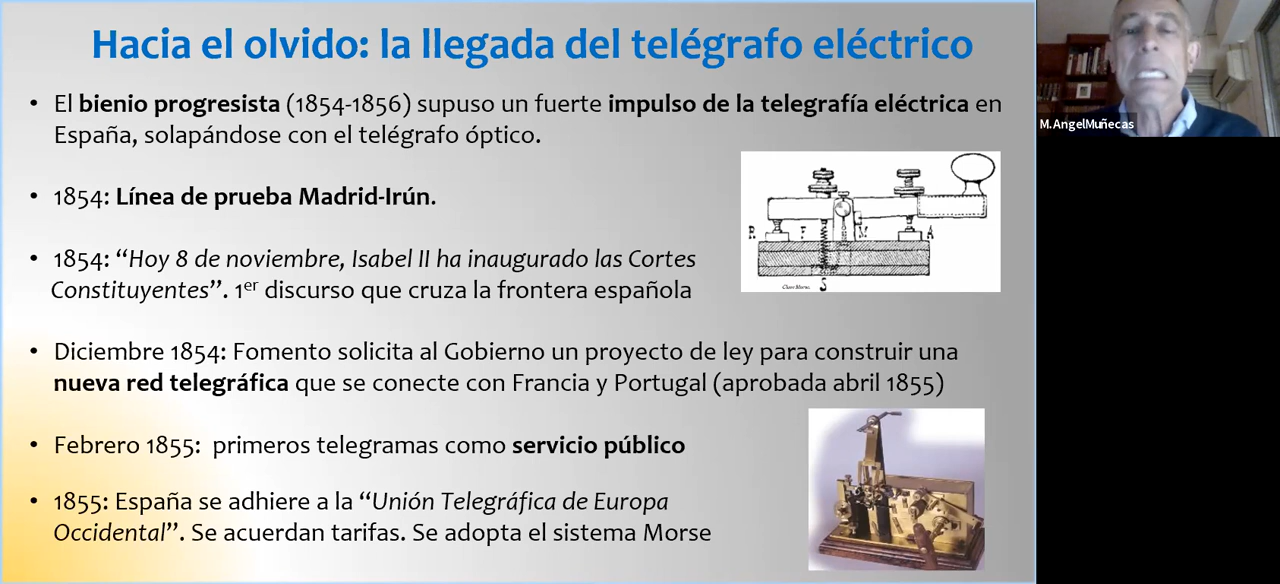 Hacia el olvido: la llegada del telégrafo eléctrico
• El bienio progresista (1854-1856) supuso un fuerte impulso de la telegrafía eléctrica en
España, solapándose con el telégrafo óptico.
• 1854: Línea de prueba Madrid-Irún.
• 1854: “Hoy 8 de noviembre, Isabel II ha inaugurado las Cortes
Constituyentes”. 1er discurso que cruza la frontera española
• Diciembre 1854: Fomento solicita al Gobierno un proyecto de ley para construir una
nueva red telegráfica que se conecte con Francia y Portugal (aprobada abril 1855)
• Febrero 1855: primeros telegramas como servicio público
• 1855: España se adhiere a la “Unión Telegráfica de Europa
Occidental”. Se acuerdan tarifas. Se adopta el sistema Morse
R F M A
S
M.AngelMuñecas